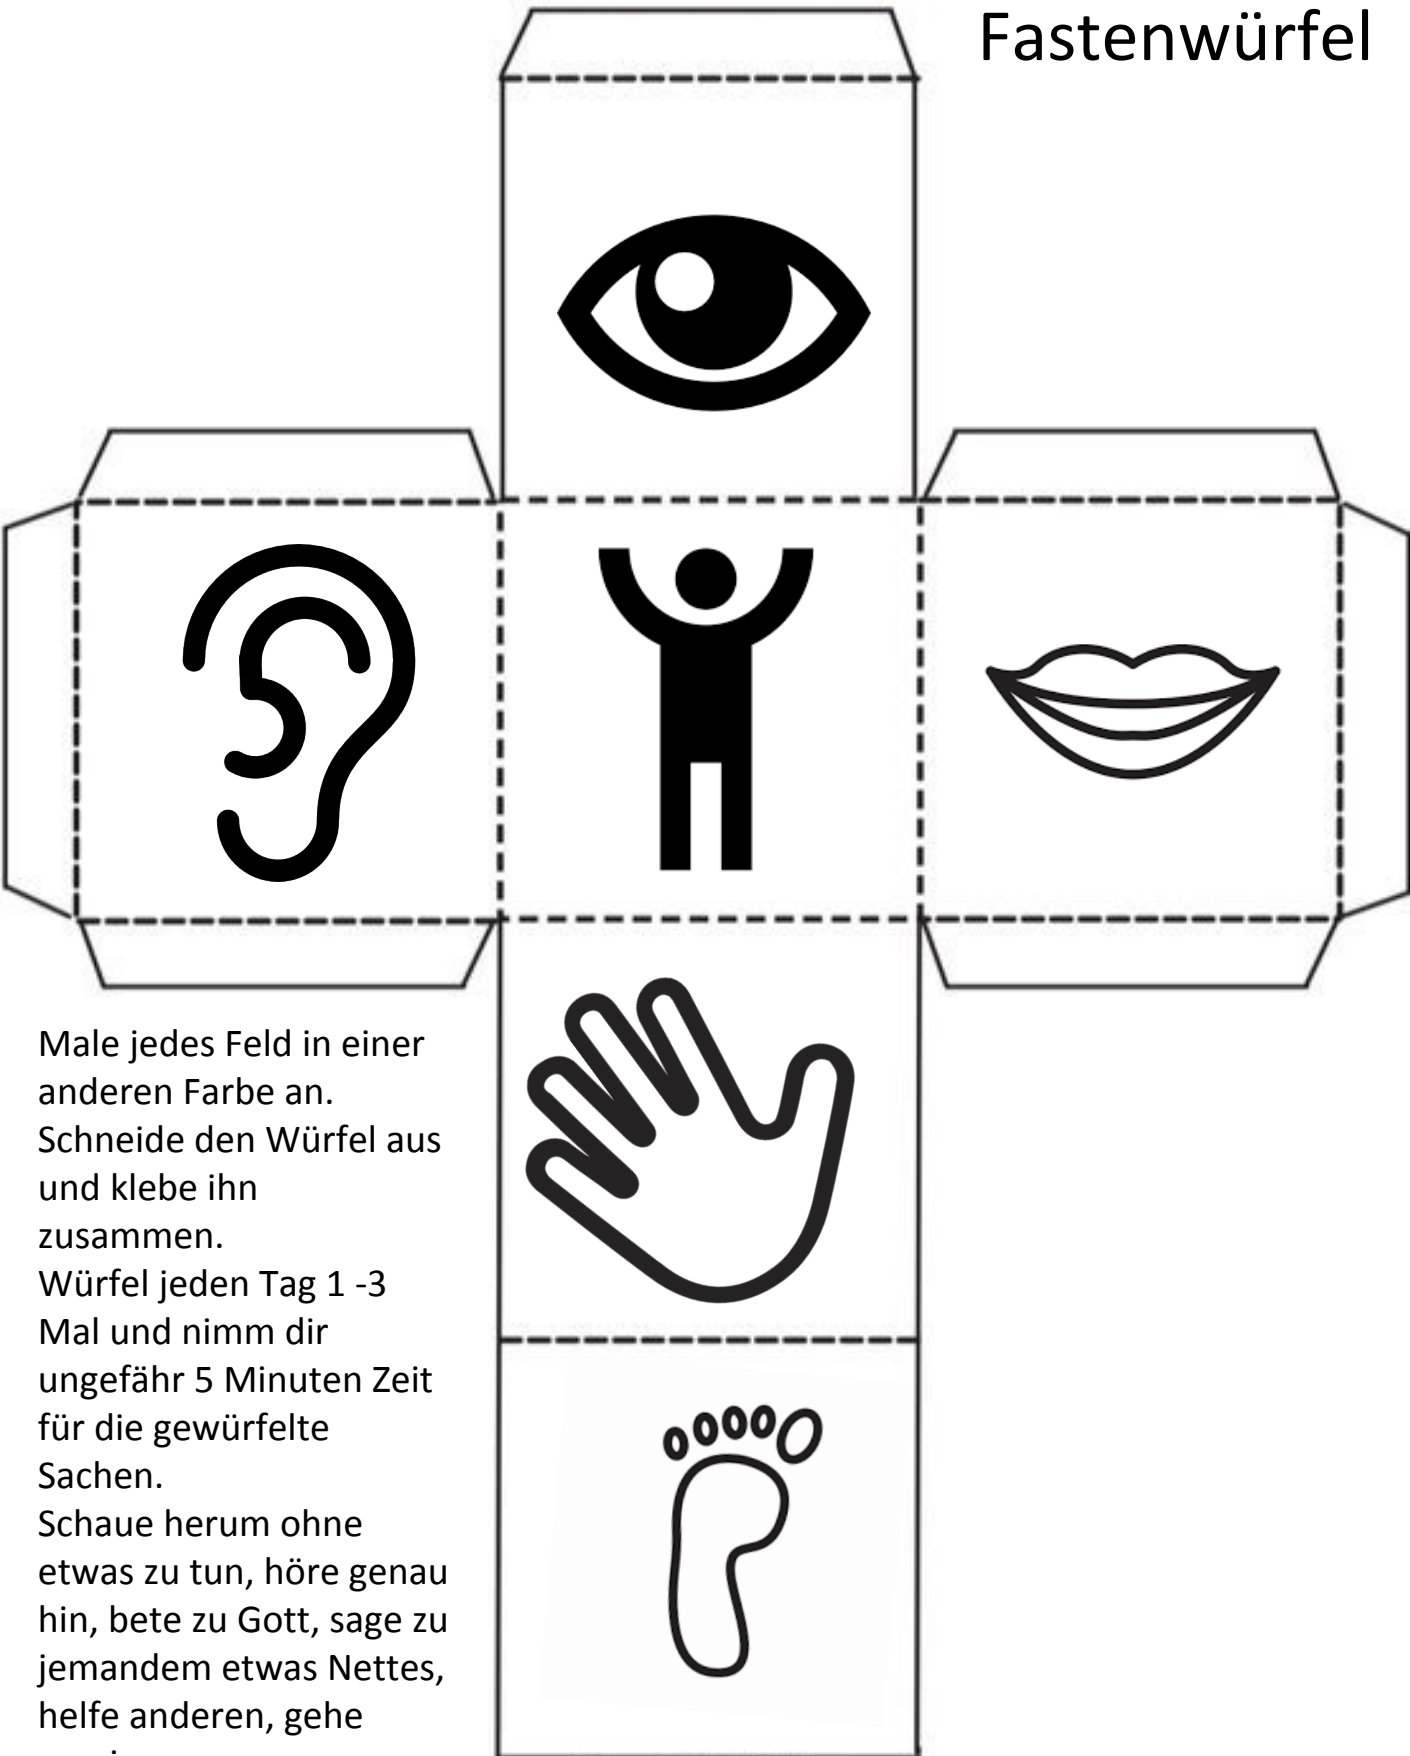 Fastenwürfel
Male jedes Feld in einer
anderen Farbe an.
Schneide den Würfel aus
und klebe ihn
zusammen.
Würfel jeden Tag 1 -3
Mal und nimm dir
ungefähr 5 Minuten Zeit
für die gewürfelte
Sachen.
Schaue herum ohne
etwas zu tun, höre genau
hin, bete zu Gott, sage zu
jemandem etwas Nettes,
helfe anderen, gehe